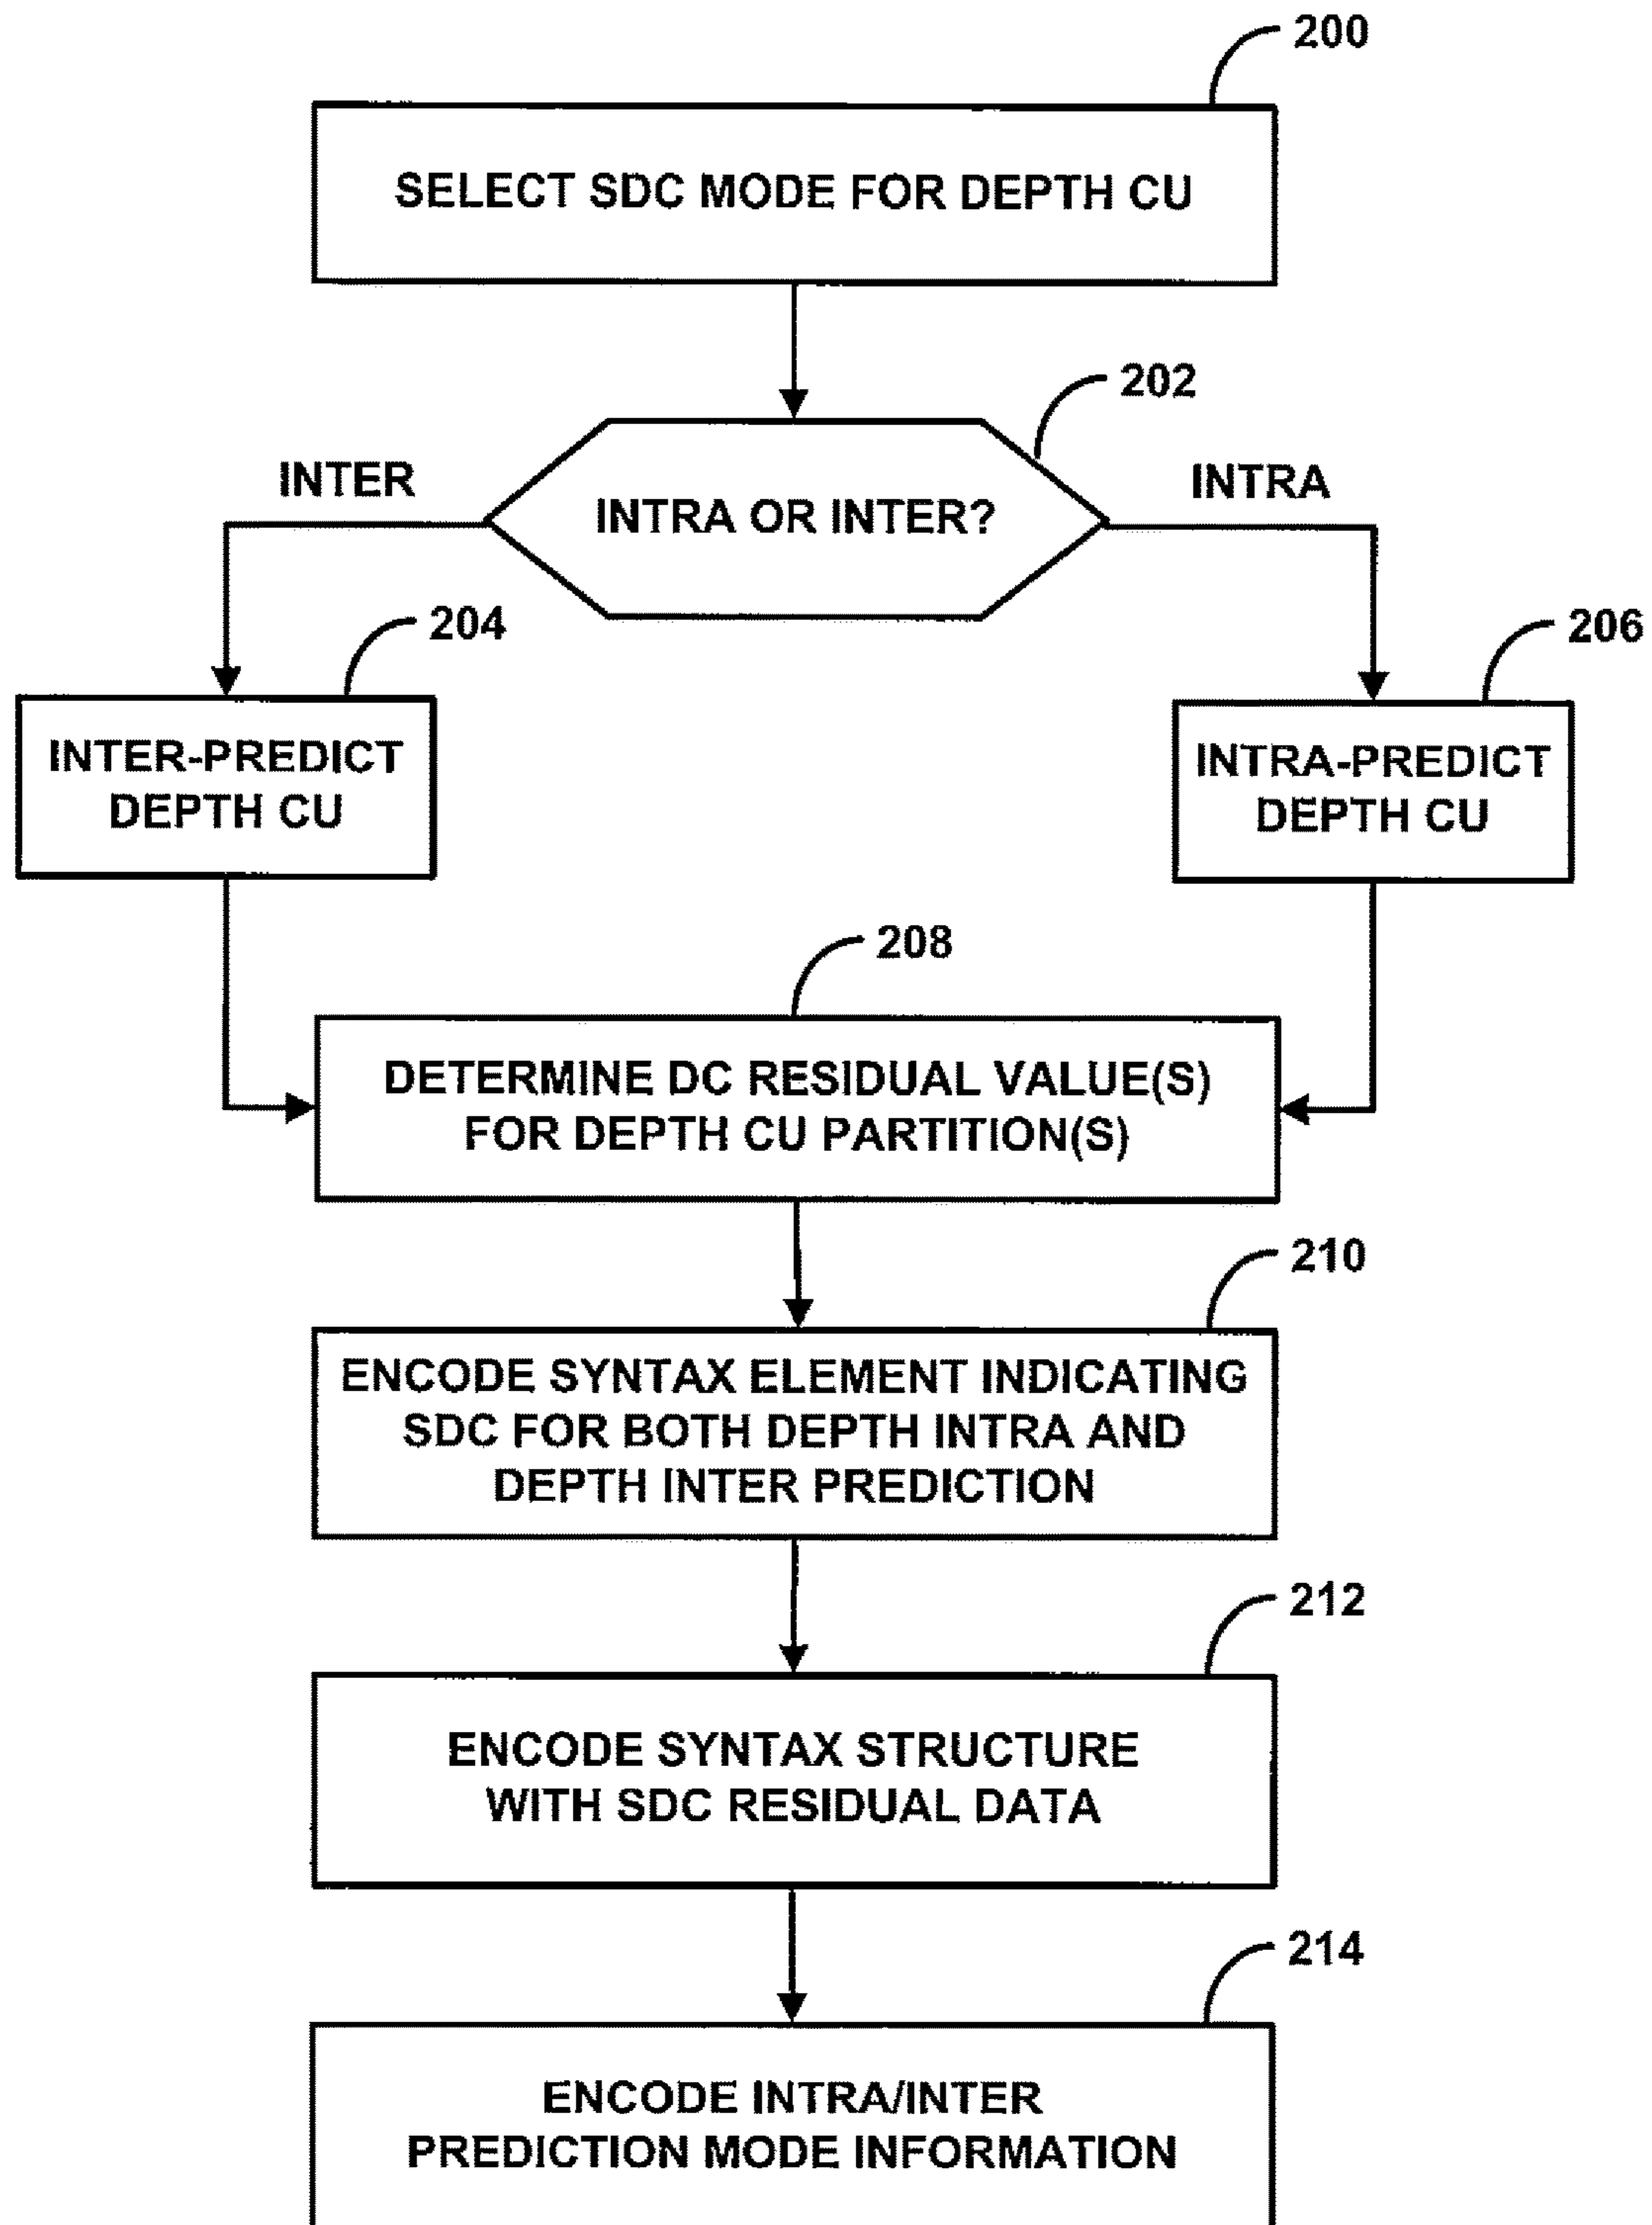 200
SELECT SDC MODE FOR DEPTH CU
202
INTER
INTRA
INTRA OR INTER?
204
206
INTER-PREDICT
DEPTH CU
INTRA-PREDICT
DEPTH CU
208
DETERMINE DC RESIDUAL VALUE(S)
FOR DEPTH CU PARTITION(S)
210
ENCODE SYNTAX ELEMENT INDICATING
SDC FOR BOTH DEPTH INTRA AND
DEPTH INTER PREDICTION
212
ENCODE SYNTAX STRUCTURE
WITH SDC RESIDUAL DATA
214
ENCODE INTRA/INTER
PREDICTION MODE INFORMATION